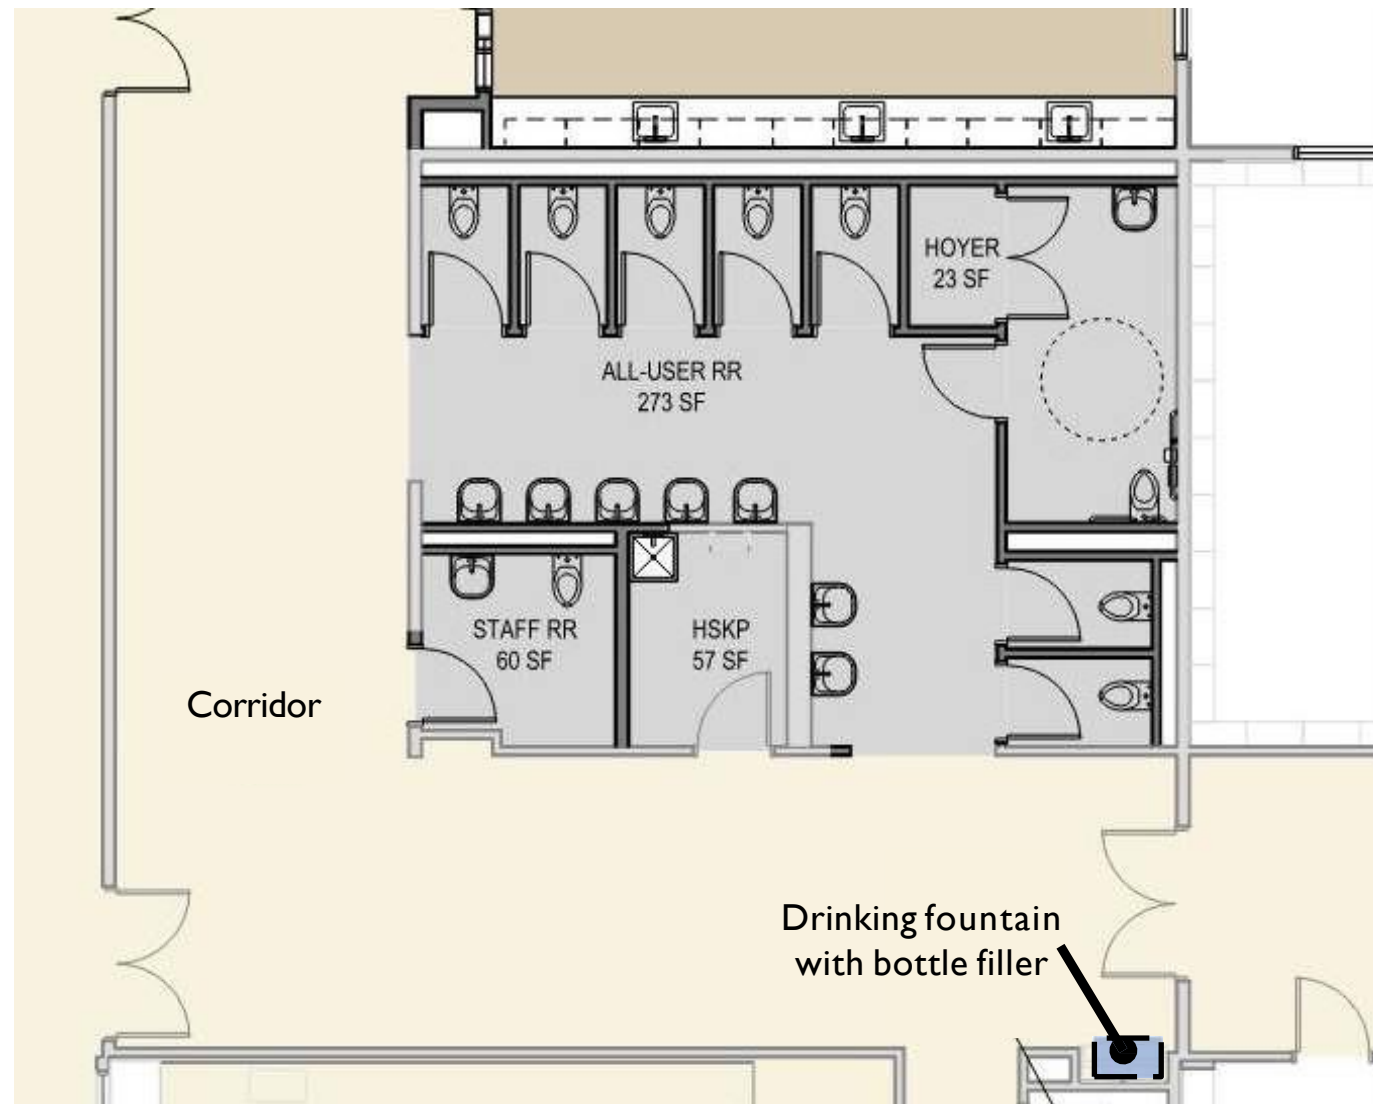 HOYER
23 SF
ALL-USER RR
273 SF
STAFF RR
60 SF
HSKP
57 SF
Corridor
Drinking fountain
with bottle filler